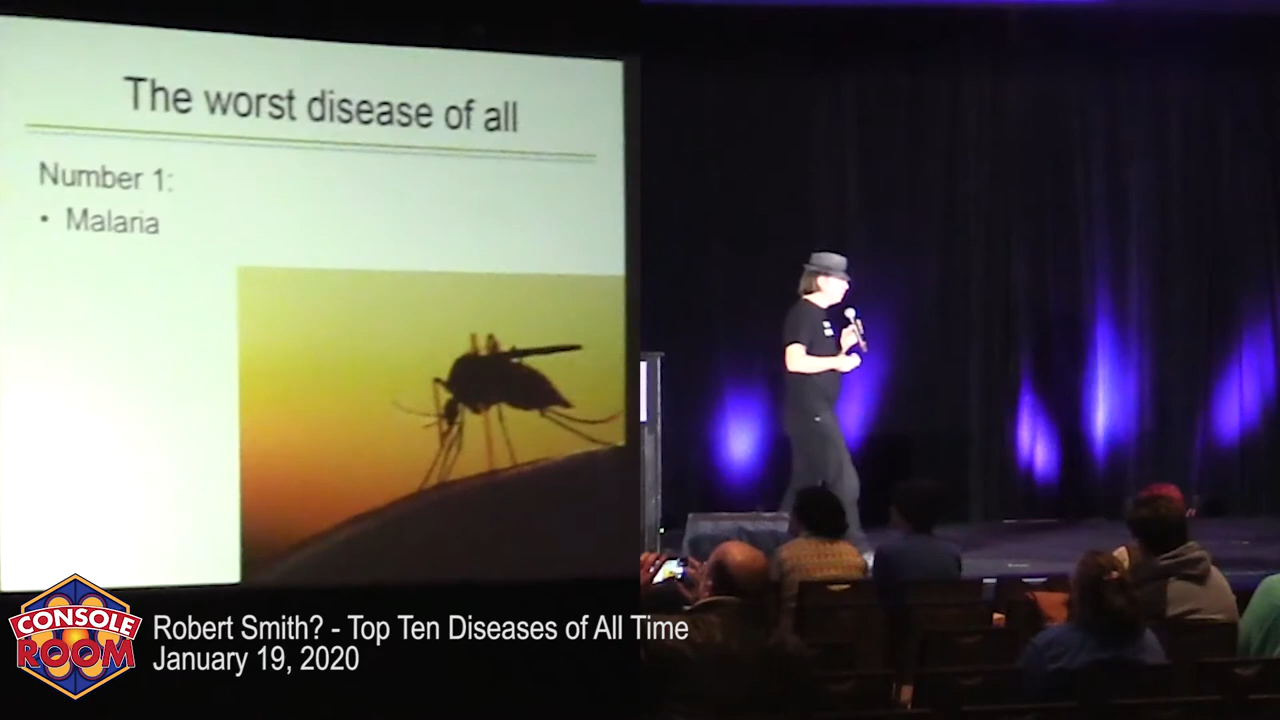 The worst disease of all
Number 1:
• Malaria
CONSOLE
ROOM
Robert Smith? - Top Ten Diseases of All Time
January 19, 2020